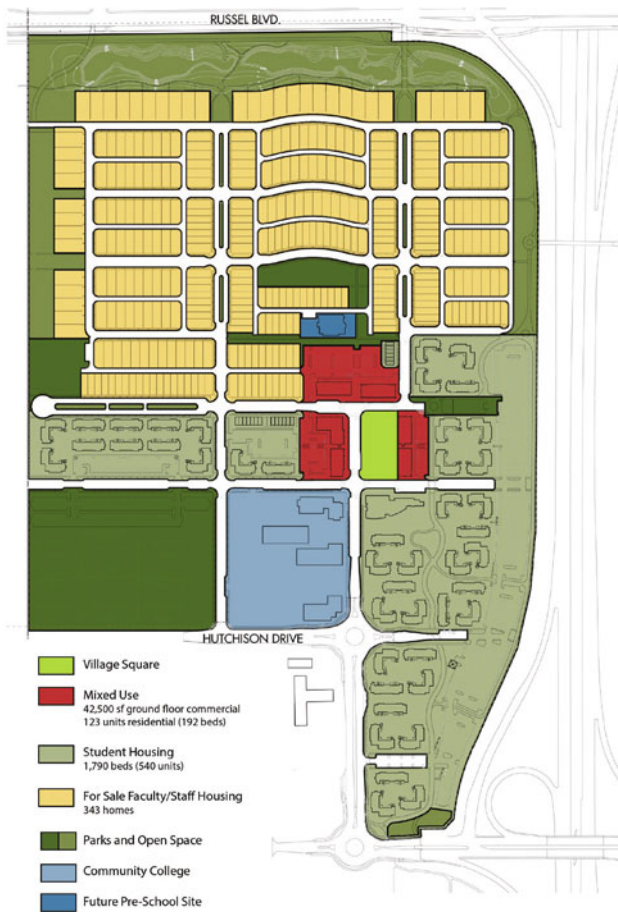 RUSSEL BLVD.
HUTCHISON DRIVE
Village Square
Mixed Use
42,500 sf ground floor commercial
123 units residential (192 beds)
Student Housing
1,790 beds (540 units)
For Sale Faculty/Staff Housing
343 homes
Parks and Open Space
Community College
Future Pre-School Site